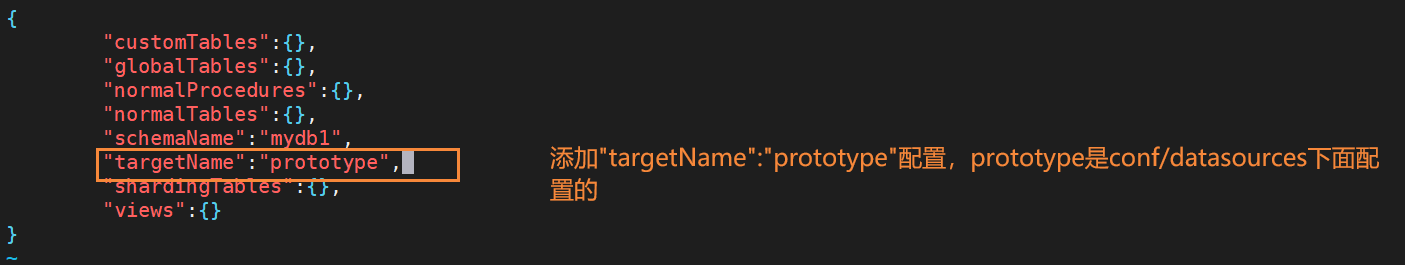 {
"customTables":{},
"globalTables":{},
"normalProcedures":{},
"normalTables":{},
"schemaName":"mydb1",
"targetName":"prototype",
"shardingTables":{},
"views":{}
}
~
添加"targetName":"prototype"配置，prototype是conf/datasources下面配
置的